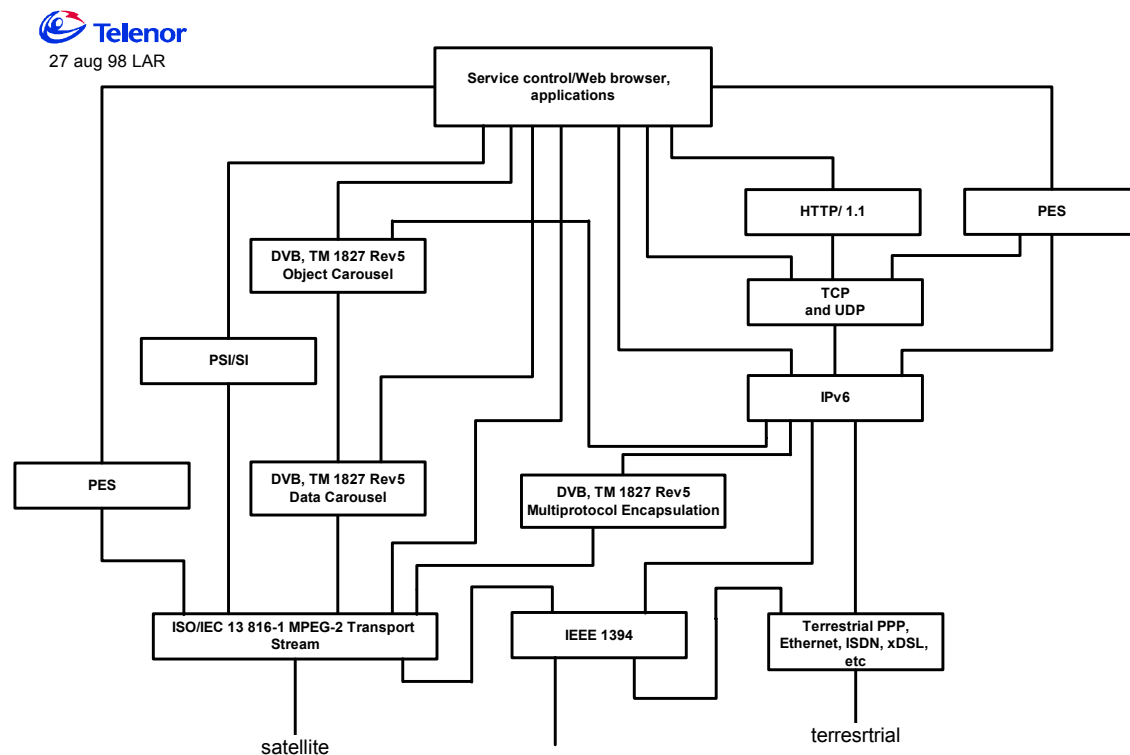 Telenor
27 aug 98 LAR
Service control/Web browser,
applications
HTTP/ 1.1
PES
DVB, TM 1827 Rev5
Object Carousel
TCP
and UDP
PSI/SI
IPv6
PES
DVB, TM 1827 Rev5
Data Carousel
DVB, TM 1827 Rev5
Multiprotocol Encapsulation
ISO/IEC 13 816-1 MPEG-2 Transport
Stream
IEEE 1394
Terrestrial PPP,
Ethernet, ISDN, xDSL,
etc
satellite
terresrtrial